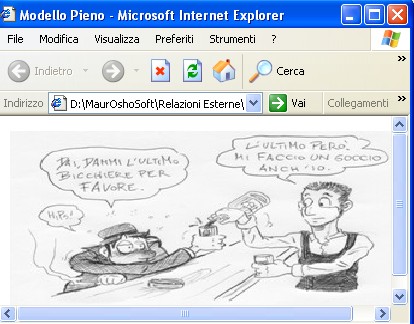 Modello Pieno - Microsoft Internet Explorer
File Modifica Visualizza Preferiti Strumenti ?
Indietro Cerca
Indirizzo D:\MaurOshoSoft\Relazioni Esterne\ Vai Collegamenti
DAI, DAMMI L'ULTIMO
BICCHIERE PER
FAVORE.
L'ULTIMO PERÒ.
MI FACCIO UN GOCCIO
ANCH'IO.